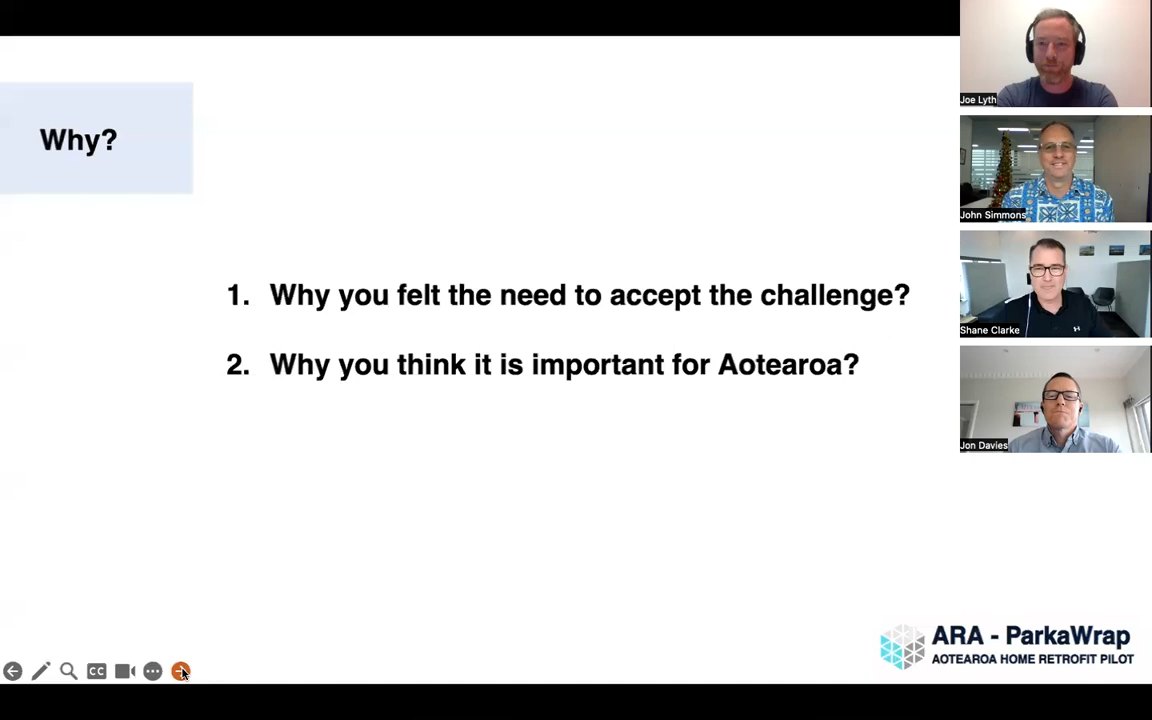 Why?
1. Why you felt the need to accept the challenge?
2. Why you think it is important for Aotearoa?
Joe Lyth
John Simmons
Shane Clarke
Jon Davies
ARA - ParkaWrap
AOTEAROA HOME RETROFIT PILOT
CC